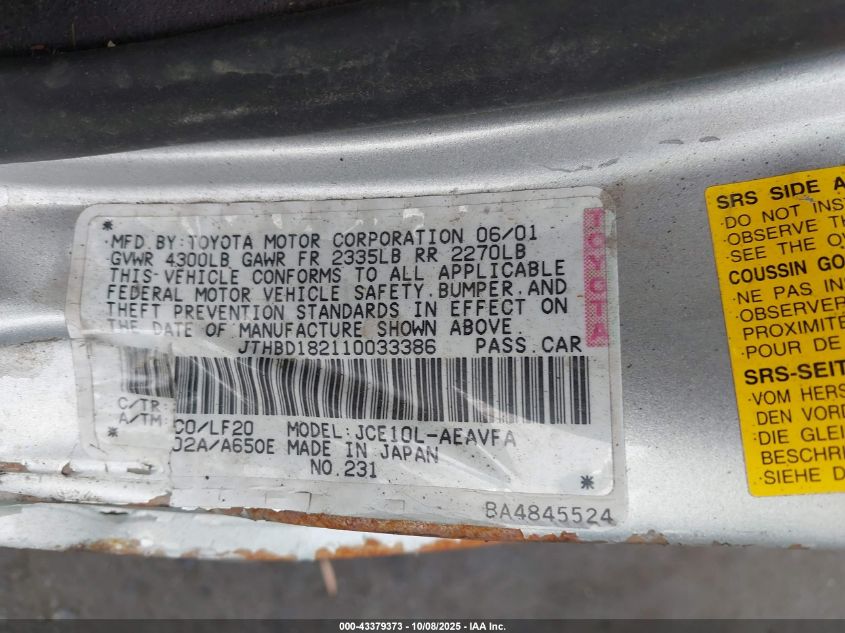 MFD. BY: TOYOTA MOTOR CORPORATION 06/01
GVWR 4300LB GAWR FR 2335LB RR 2270LB
THIS VEHICLE CONFORMS TO ALL APPLICABLE
FEDERAL MOTOR VEHICLE SAFETY, BUMPER, AND
THEFT PREVENTION STANDARDS IN EFFECT ON
THE DATE OF MANUFACTURE SHOWN ABOVE.
JTHBD182110033386 PASS. CAR
C/TR CO/LF20 MODEL: JCE10L-AEAVFA
A/TM 02A/A650E MADE IN JAPAN
NO. 231
BA4845524
TOYOTA
SRS SIDE A
DO NOT INST
OBSERVE TH
SEE THE OW
COUSSIN GO
·NE PAS INS
OBSERVER
PROXIMITÉ
·POUR DE
SRS-SEIT
·VOM HERS
DEN VORD
·DIE GLEI
BESCHRI
·SIEHE D
000-43379373 - 10/08/2025 - IAA Inc.